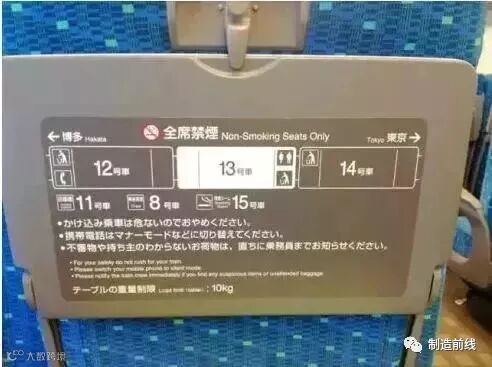 全席禁煙 Non-Smoking Seats Only
← 博多 Hakata
Tokyo 東京 →
12号車
13号車
14号車
11号車 8号車 15号車
•かけ込み乗車は危ないのでおやめください。
•携帯電話はマナーモードなどに切り替えてください。
•不審物や持ち主のわからないお荷物は、直ちに乗務員までお知らせください。
• For your safety do not rush for your train.
• Please switch your mobile phone to silent mode.
• Please notify the train crew immediately if you find any suspicious items or unattended baggage.
テーブルの重量制限 Load limit (table) : 10kg
制造前线
大数跨境